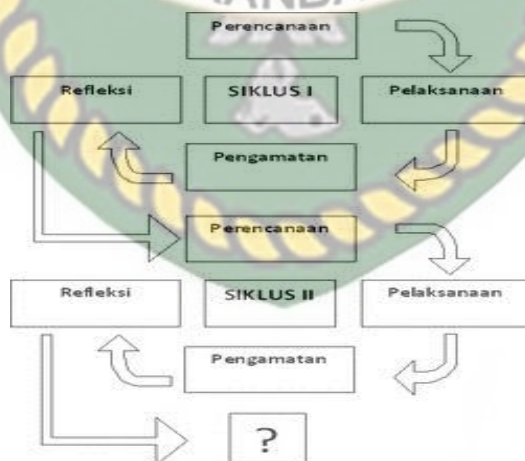 Perencanaan
Refleksi SIKLUS I Pelaksanaan
Pengamatan
Perencanaan
Refleksi SIKLUS II Pelaksanaan
Pengamatan
?